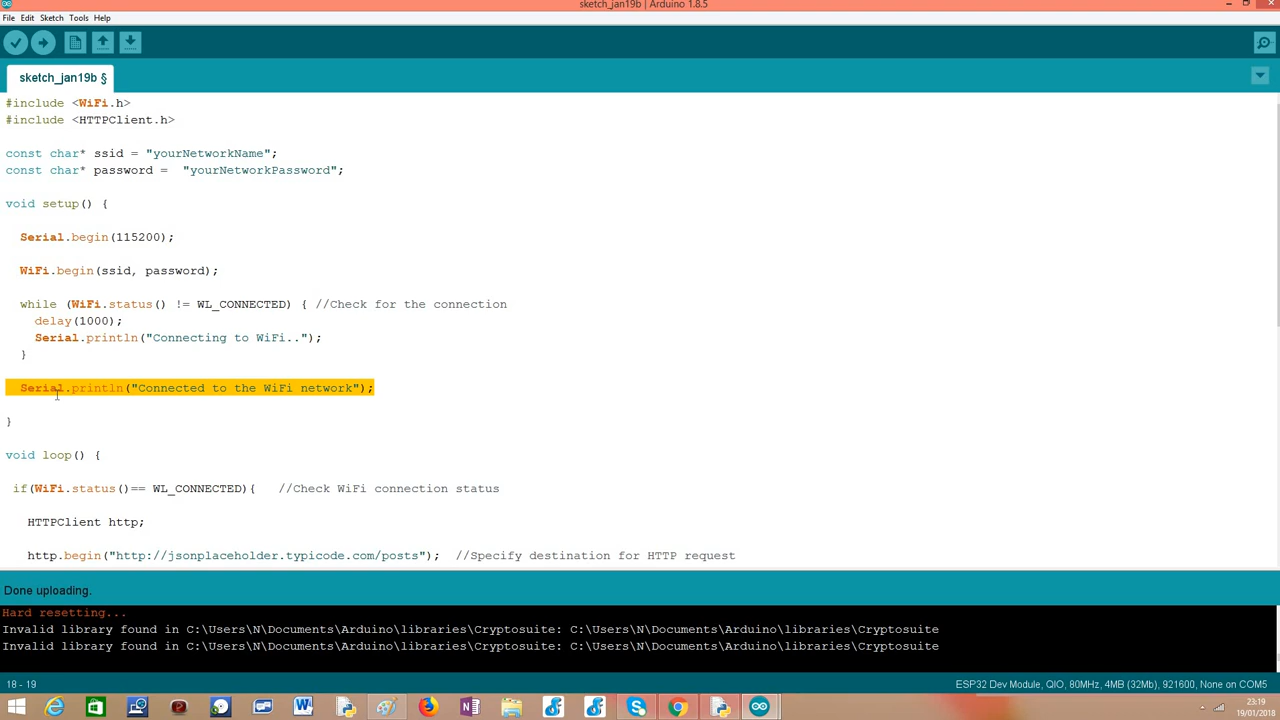 sketch_jan19b | Arduino 1.8.5
File Edit Sketch Tools Help
sketch_jan19b §
#include <WiFi.h>
#include <HTTPClient.h>
const char* ssid = "yourNetworkName";
const char* password =  "yourNetworkPassword";
void setup() {
Serial.begin(115200);
WiFi.begin(ssid, password);
while (WiFi.status() != WL_CONNECTED) { //Check for the connection
delay(1000);
Serial.println("Connecting to WiFi..");
}
Serial.println("Connected to the WiFi network");
}
void loop() {
if(WiFi.status()== WL_CONNECTED){   //Check WiFi connection status
HTTPClient http;
http.begin("http://jsonplaceholder.typicode.com/posts");  //Specify destination for HTTP request
Done uploading.
Hard resetting...
Invalid library found in C:\Users\N\Documents\Arduino\libraries\Cryptosuite: C:\Users\N\Documents\Arduino\libraries\Cryptosuite
Invalid library found in C:\Users\N\Documents\Arduino\libraries\Cryptosuite: C:\Users\N\Documents\Arduino\libraries\Cryptosuite
18 - 19
ESP32 Dev Module, QIO, 80MHz, 4MB (32Mb), 921600, None on COM5
23:19
19/01/2018